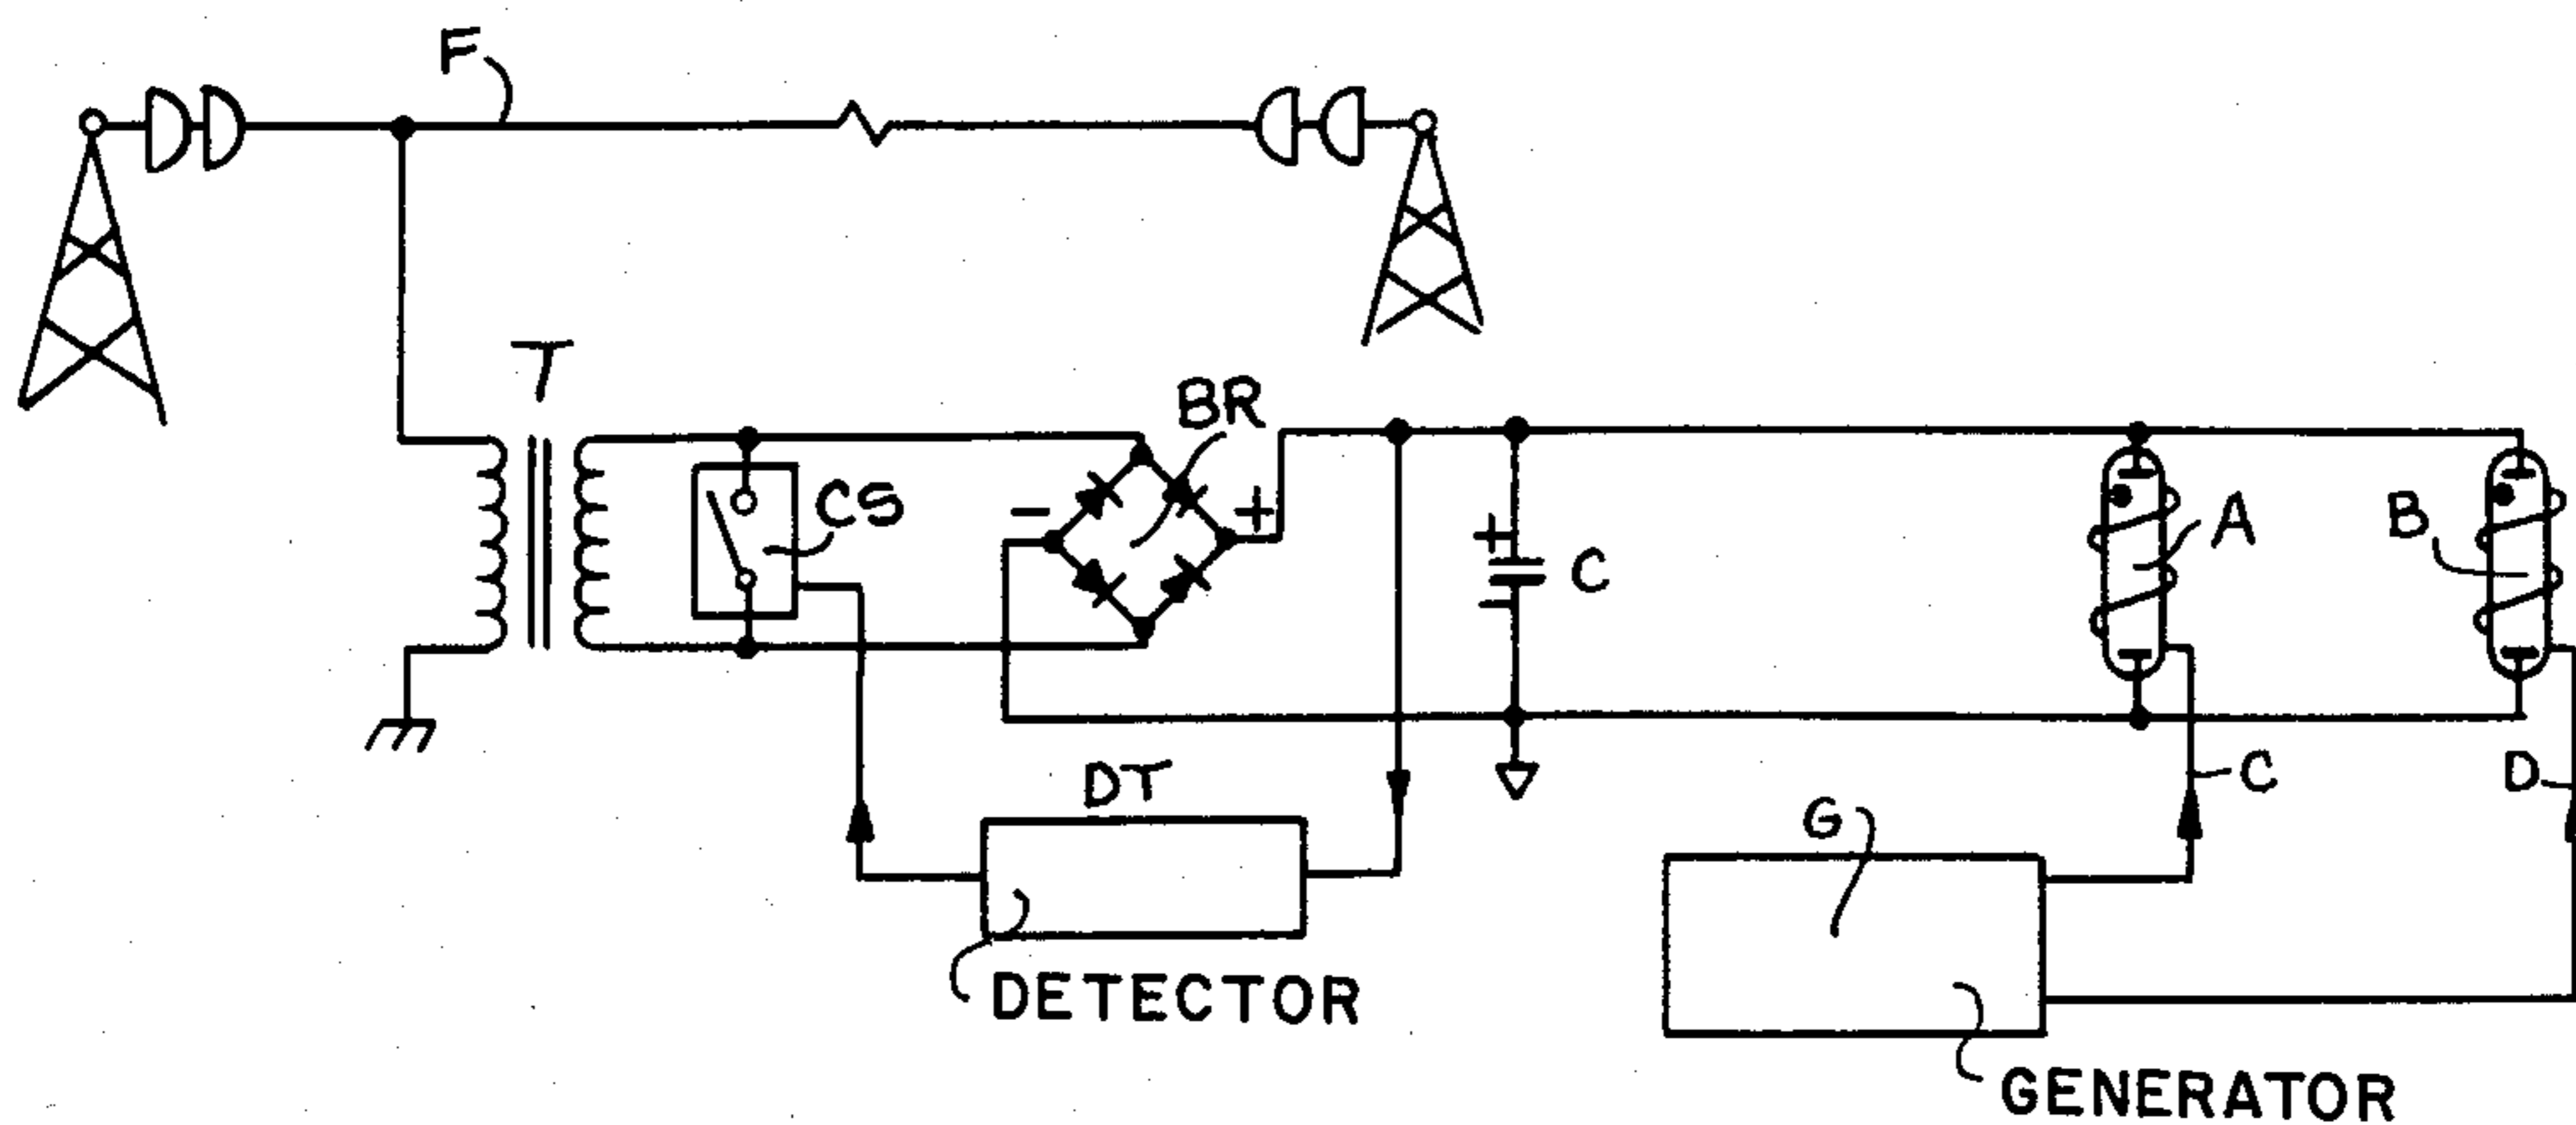 F
T
BR
CS
-
+
+
C
-
A
B
DT
C
D
G
DETECTOR
GENERATOR